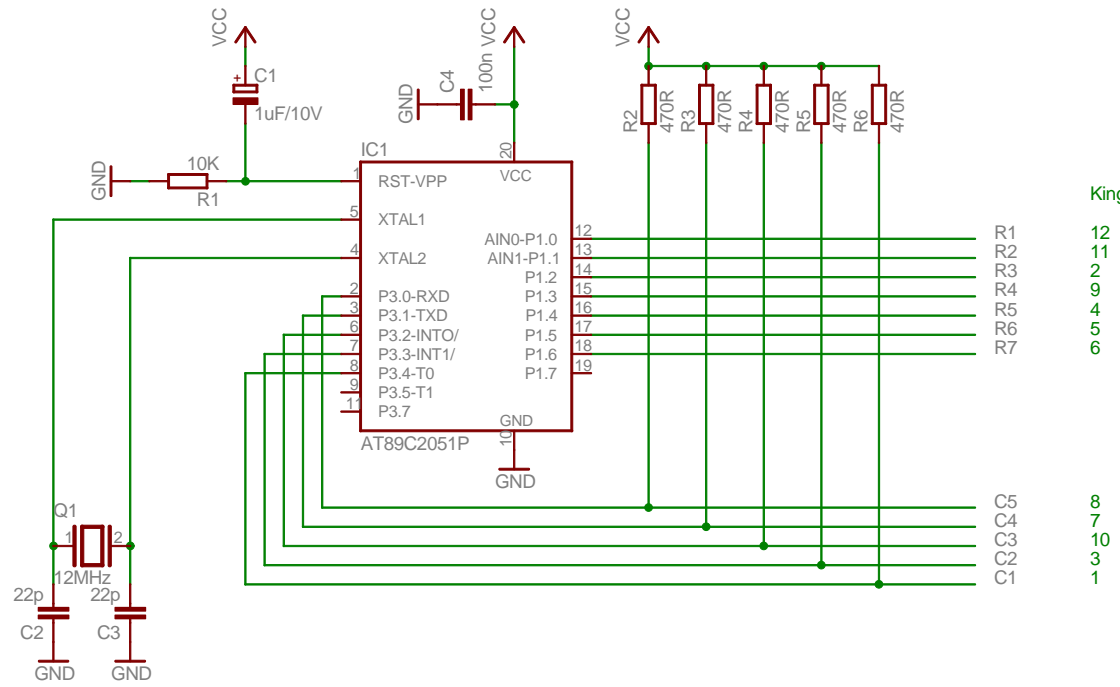 VCC
+
C1
1uF/10V
GND
10K
R1
GND
C4
100n
VCC
VCC
R2
470R
R3
470R
R4
470R
R5
470R
R6
470R
IC1
20
VCC
1 RST-VPP
5 XTAL1
4 XTAL2
2 P3.0-RXD
3 P3.1-TXD
6 P3.2-INTO/
7 P3.3-INT1/
8 P3.4-T0
9 P3.5-T1
11 P3.7
AIN0-P1.0 12
AIN1-P1.1 13
P1.2 14
P1.3 15
P1.4 16
P1.5 17
P1.6 18
P1.7 19
GND
10
AT89C2051P
GND
King
R1 12
R2 11
R3 2
R4 9
R5 4
R6 5
R7 6
C5 8
C4 7
C3 10
C2 3
C1 1
Q1
1 2
12MHz
22p
C2
GND
22p
C3
GND